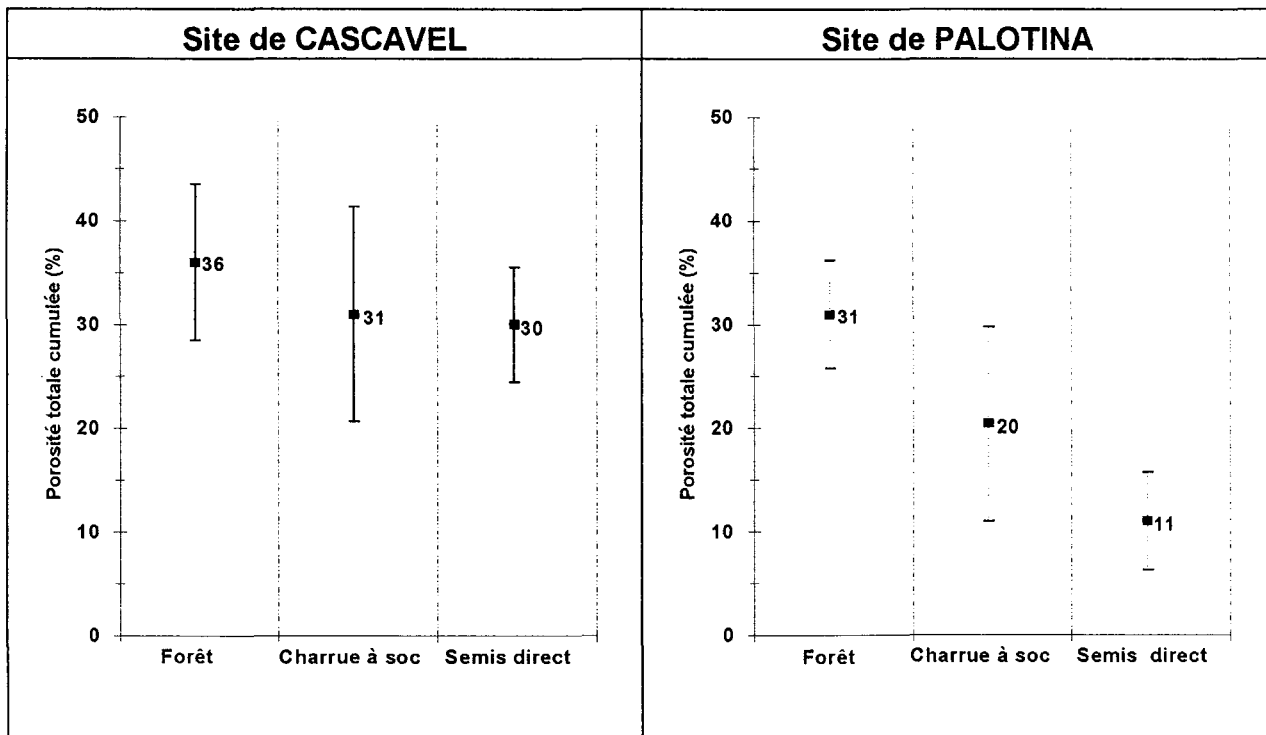 Site de CASCAVEL
Porosité totale cumulée (%)
50
40
30
20
10
0
36
31
30
Forêt
Charrue à soc
Semis direct
Site de PALOTINA
Porosité totale cumulée (%)
50
40
30
20
10
0
31
20
11
Forêt
Charrue à soc
Semis direct